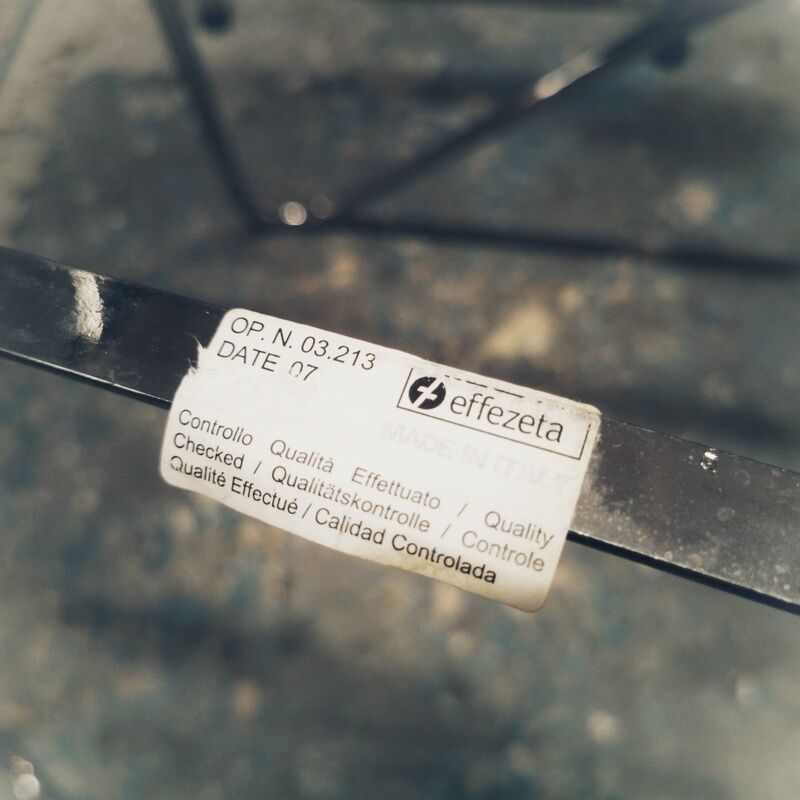 OP. N. 03.213
DATE 07
effezeta
MADE IN ITALY
Controllo Qualità Effettuato / Quality
Checked / Qualitätskontrolle / Controle
Qualité Effectué / Calidad Controlada